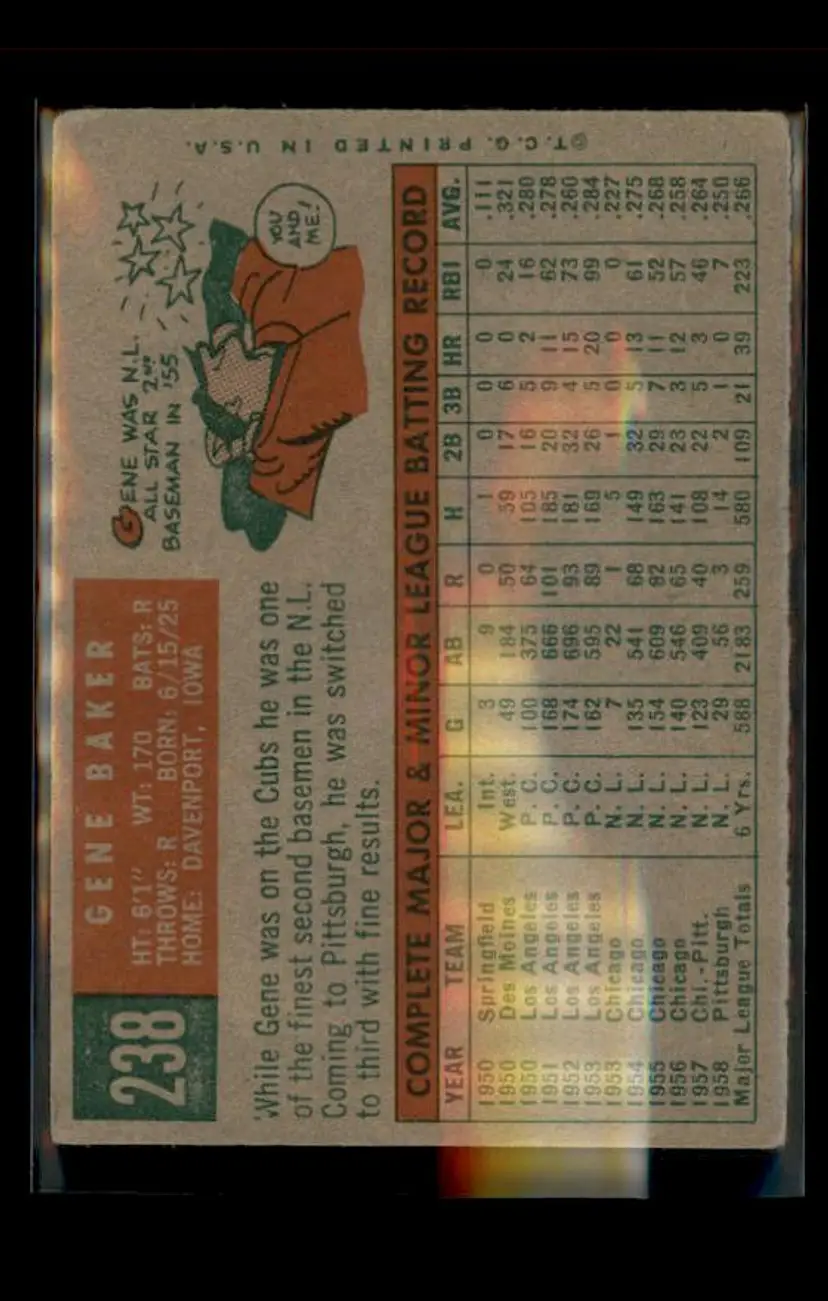 238
GENE BAKER
HT: 6'1" WT: 170 BATS: R
THROWS: R BORN: 6/15/25
HOME: DAVENPORT, IOWA
GENE WAS N.L.
ALL STAR 2ND
BASEMAN IN '55
YOU
AND
ME!
While Gene was on the Cubs he was one
of the finest second basemen in the N.L.
Coming to Pittsburgh, he was switched
to third with fine results.
COMPLETE MAJOR & MINOR LEAGUE BATTING RECORD
YEAR TEAM LEA. G AB R H 2B 3B HR RBI AVG.
1950 Springfield Int. 3 9 0 1 0 0 0 0 .111
1950 Des Moines West. 49 184 50 59 17 6 0 24 .321
1950 Los Angeles P. C. 100 375 64 105 16 5 2 16 .280
1951 Los Angeles P. C. 168 666 101 185 20 9 11 62 .278
1952 Los Angeles P. C. 174 696 93 181 32 4 15 73 .260
1953 Los Angeles P. C. 162 595 89 169 26 5 20 99 .284
1953 Chicago N. L. 7 22 1 5 1 0 0 0 .227
1954 Chicago N. L. 135 541 68 149 32 5 13 61 .275
1955 Chicago N. L. 154 609 82 163 29 7 11 52 .268
1956 Chicago N. L. 140 546 65 141 23 3 12 57 .258
1957 Chi.-Pitt. N. L. 123 409 40 108 22 5 3 46 .264
1958 Pittsburgh N. L. 29 56 3 14 2 1 0 7 .250
Major League Totals 6 Yrs. 588 2183 259 580 109 21 39 223 .266
©T.C.G. PRINTED IN U.S.A.